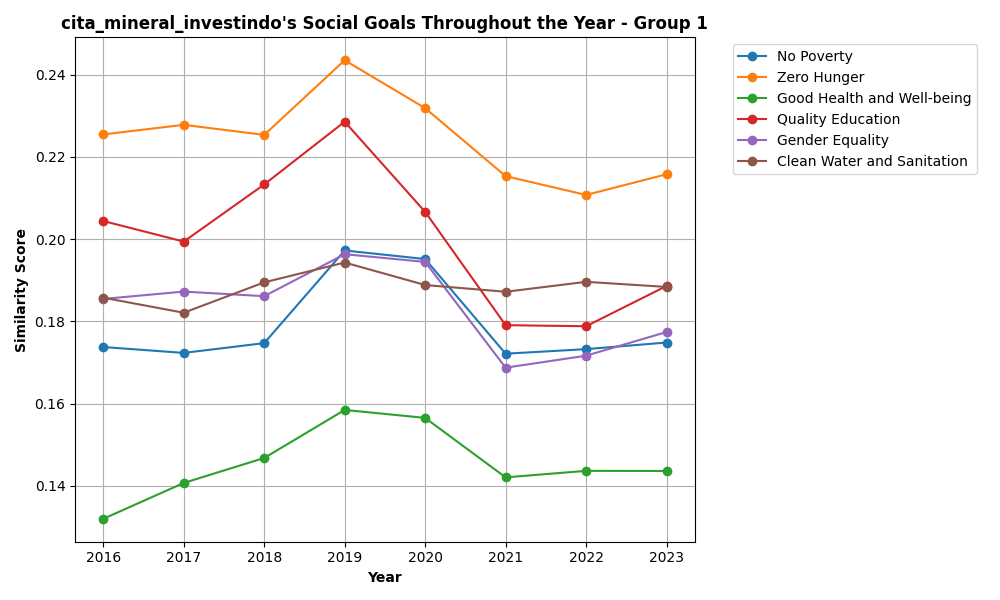 cita_mineral_investindo's Social Goals Throughout the Year - Group 1
No Poverty
Zero Hunger
Good Health and Well-being
Quality Education
Gender Equality
Clean Water and Sanitation
Similarity Score
0.24
0.22
0.20
0.18
0.16
0.14
2016 2017 2018 2019 2020 2021 2022 2023
Year